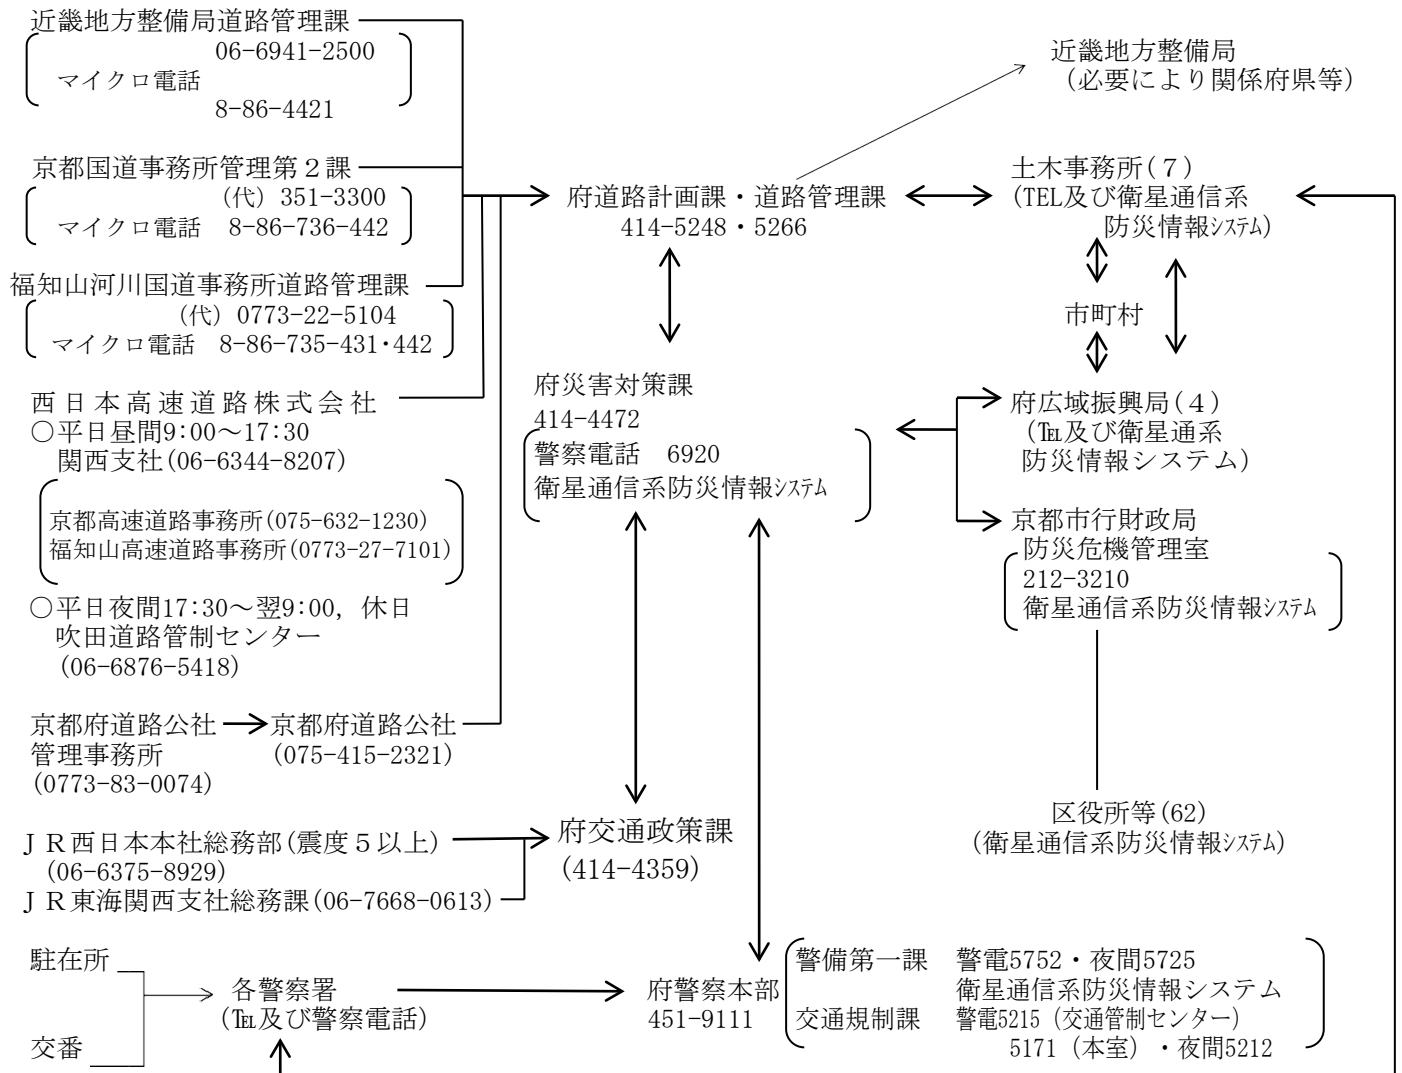 近畿地方整備局道路管理課
06-6941-2500
マイクロ電話
8-86-4421
京都国道事務所管理第２課
（代）351-3300
マイクロ電話　8-86-736-442
福知山河川国道事務所道路管理課
（代）0773-22-5104
マイクロ電話　8-86-735-431･442
西日本高速道路株式会社
○平日昼間9:00～17:30
関西支社(06-6344-8207)
京都高速道路事務所(075-632-1230)
福知山高速道路事務所(0773-27-7101)
○平日夜間17:30～翌9:00，休日
吹田道路管制センター
(06-6876-5418)
京都府道路公社
管理事務所
(0773-83-0074)
京都府道路公社
(075-415-2321)
ＪＲ西日本本社総務部(震度５以上)
(06-6375-8929)
ＪＲ東海関西支社総務課(06-7668-0613)
駐在所
交番
各警察署
(℡及び警察電話)
近畿地方整備局
（必要により関係府県等）
府道路計画課・道路管理課
414-5248・5266
府災害対策課
414-4472
警察電話　6920
衛星通信系防災情報ｼｽﾃﾑ
府交通政策課
(414-4359)
府警察本部
451-9111
警備第一課　警電5752・夜間5725
衛星通信系防災情報システム
交通規制課　警電5215（交通管制センター）
5171（本室）・夜間5212
土木事務所(7)
(TEL及び衛星通信系
防災情報ｼｽﾃﾑ)
市町村
府広域振興局(４)
(℡及び衛星通系
防災情報システム)
京都市行財政局
防災危機管理室
212-3210
衛星通信系防災情報ｼｽﾃﾑ
区役所等(62)
(衛星通信系防災情報ｼｽﾃﾑ)